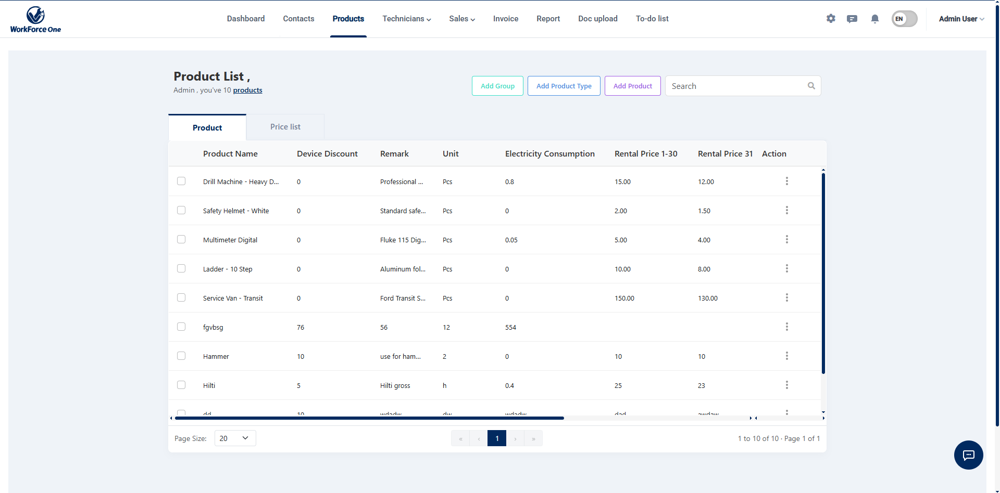 WorkForce One
Dashboard Contacts Products Technicians Sales Invoice Report Doc upload To-do list EN Admin User
Product List ,
Admin , you've 10 products
Add Group Add Product Type Add Product Search
Product Price list
Product Name Device Discount Remark Unit Electricity Consumption Rental Price 1-30 Rental Price 31 Action
Drill Machine - Heavy D... 0 Professional ... Pcs 0.8 15.00 12.00
Safety Helmet - White 0 Standard safe... Pcs 0 2.00 1.50
Multimeter Digital 0 Fluke 115 Dig... Pcs 0.05 5.00 4.00
Ladder - 10 Step 0 Aluminum fol... Pcs 0 10.00 8.00
Service Van - Transit 0 Ford Transit S... Pcs 0 150.00 130.00
fgvbsg 76 56 12 554
Hammer 10 use for ham... 2 0 10 10
Hilti 5 Hilti gross h 0.4 25 23
dd 10 wdadw dw wdadw dad awdaw
Page Size: 20 « ‹ 1 › » 1 to 10 of 10 · Page 1 of 1